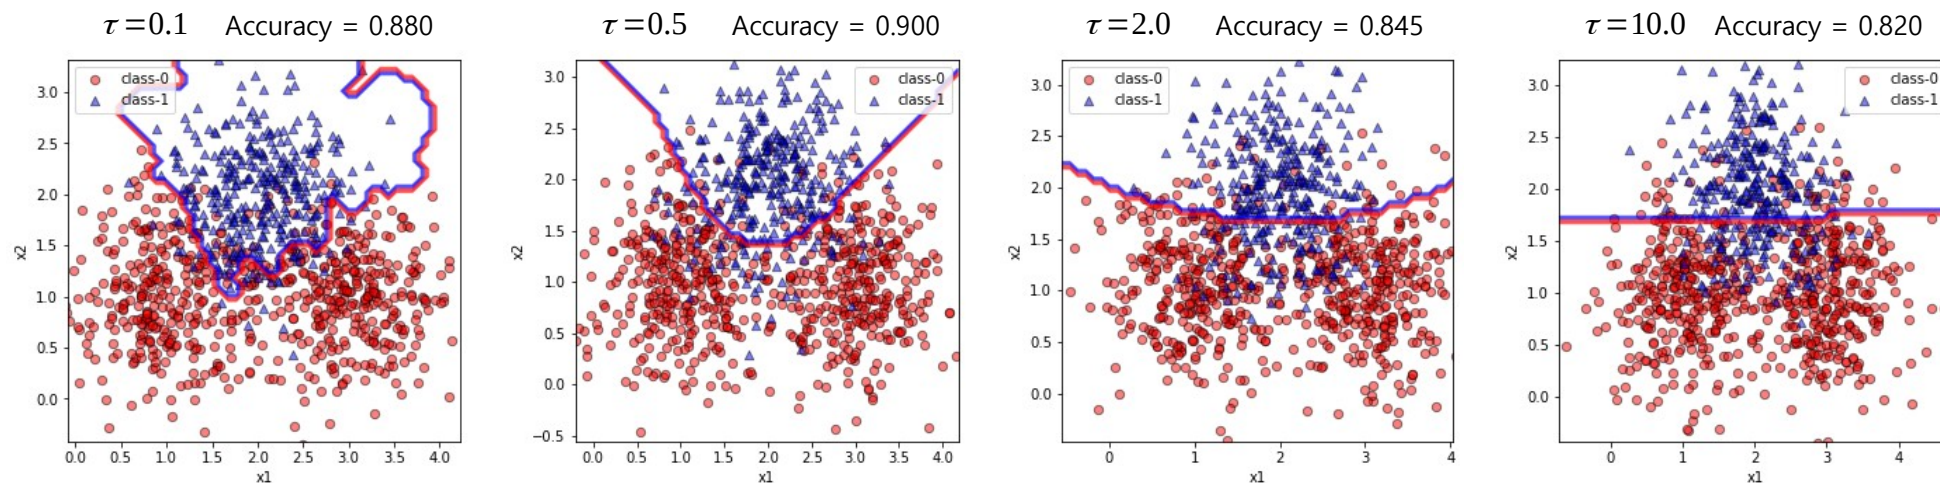 τ=0.1 Accuracy = 0.880
class-0
class-1
3.0
2.5
2.0
1.5
1.0
0.5
0.0
x2
0.0 0.5 1.0 1.5 2.0 2.5 3.0 3.5 4.0
x1
τ=0.5 Accuracy = 0.900
class-0
class-1
3.0
2.5
2.0
1.5
1.0
0.5
0.0
−0.5
x2
0.0 0.5 1.0 1.5 2.0 2.5 3.0 3.5 4.0
x1
τ=2.0 Accuracy = 0.845
class-0
class-1
3.0
2.5
2.0
1.5
1.0
0.5
0.0
x2
0 1 2 3 4
x1
τ=10.0 Accuracy = 0.820
class-0
class-1
3.0
2.5
2.0
1.5
1.0
0.5
0.0
x2
0 1 2 3 4
x1